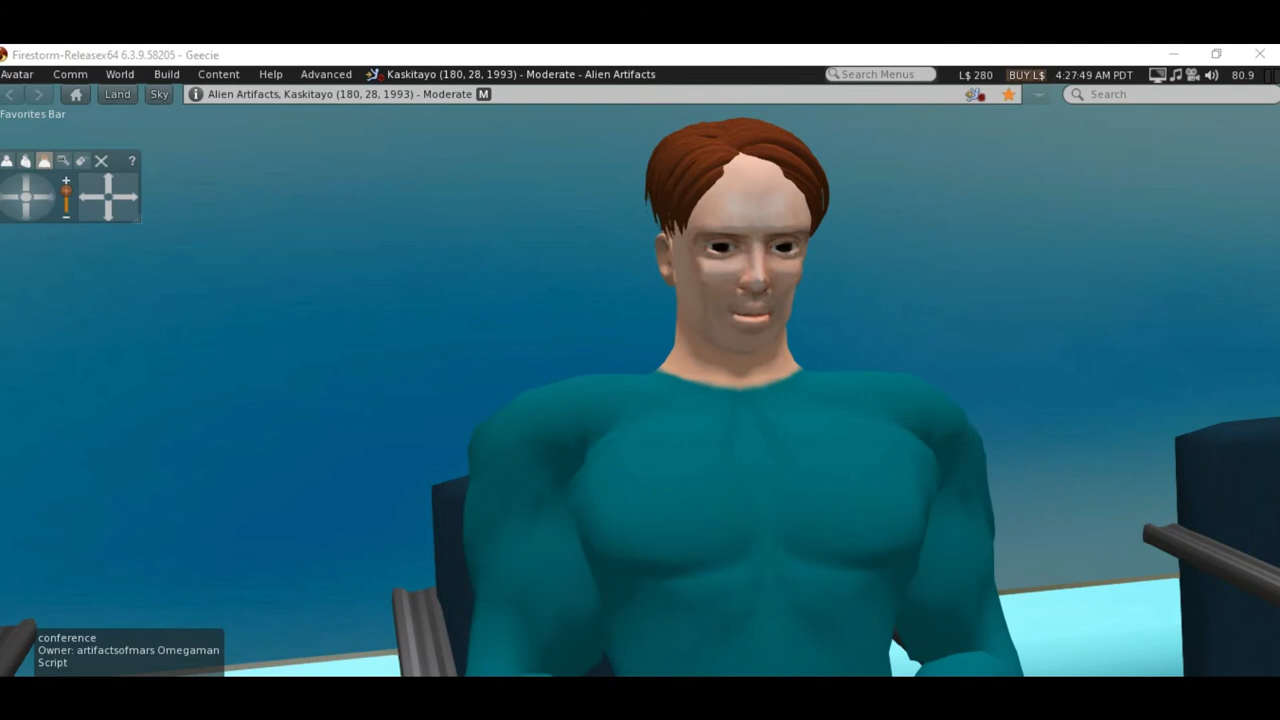 Firestorm-Releasex64 6.3.9.58205 - Geecie
Avatar Comm World Build Content Help Advanced Kaskitayo (180, 28, 1993) - Moderate - Alien Artifacts Search Menus L$ 280 BUY L$ 4:27:49 AM PDT 80.9
Land Sky Alien Artifacts, Kaskitayo (180, 28, 1993) - Moderate M Search
Favorites Bar
?
conference
Owner: artifactsofmars Omegaman
Script